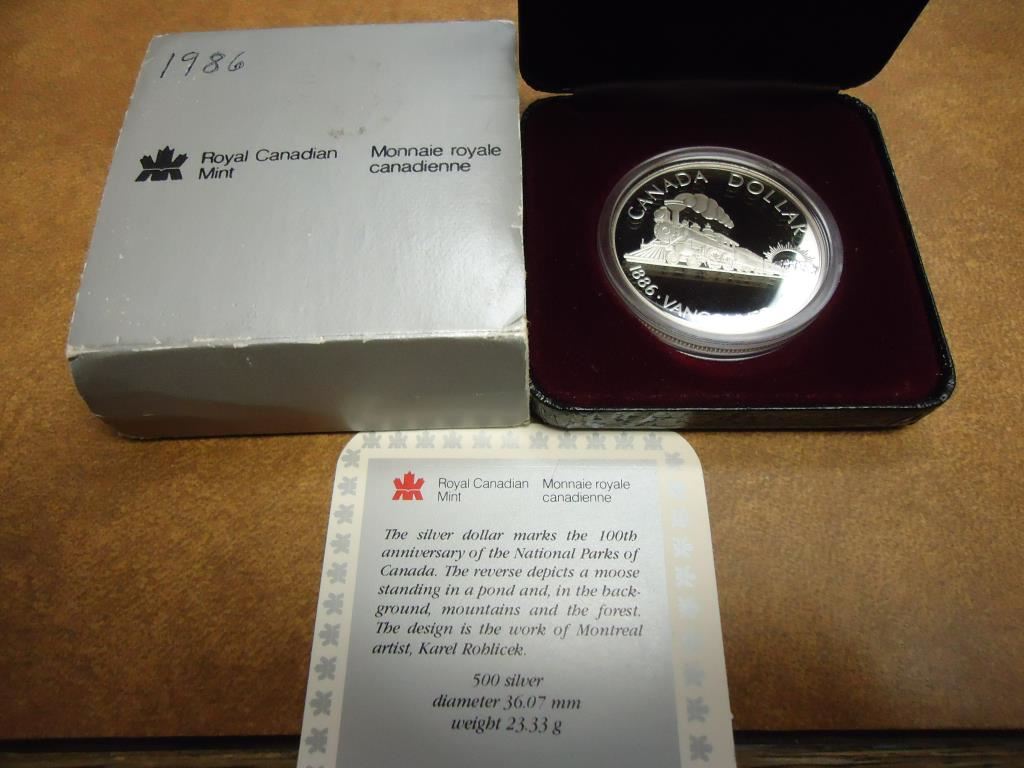 1986
Royal Canadian Mint
Monnaie royale canadienne
CANADA DOLLAR
1886 · VANCOUVE
Royal Canadian Mint
Monnaie royale canadienne
The silver dollar marks the 100th
anniversary of the National Parks of
Canada. The reverse depicts a moose
standing in a pond and, in the back-
ground, mountains and the forest.
The design is the work of Montreal
artist, Karel Rohlicek.
500 silver
diameter 36.07 mm
weight 23.33 g